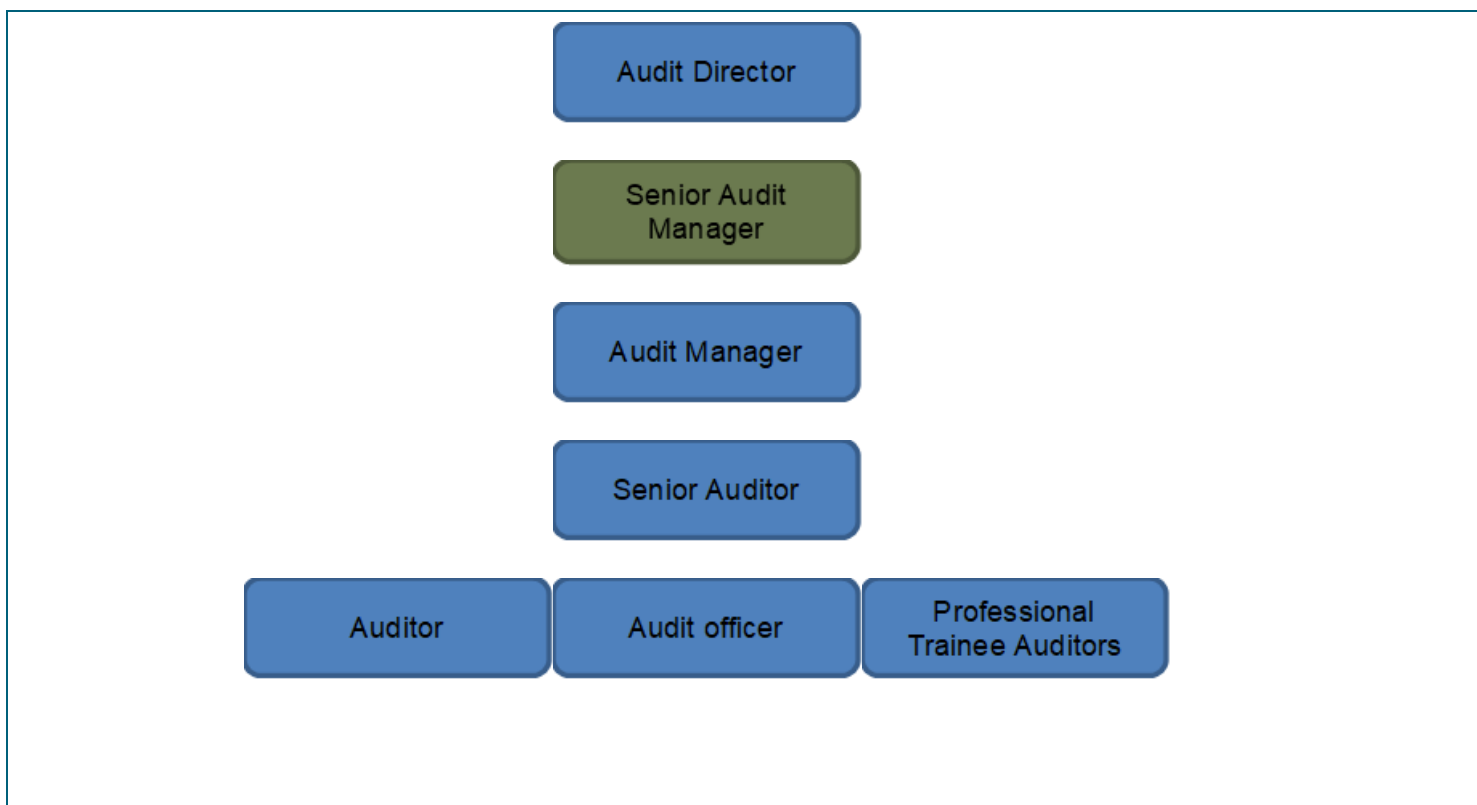 Audit Director
Senior Audit
Manager
Audit Manager
Senior Auditor
Auditor
Audit officer
Professional
Trainee Auditors